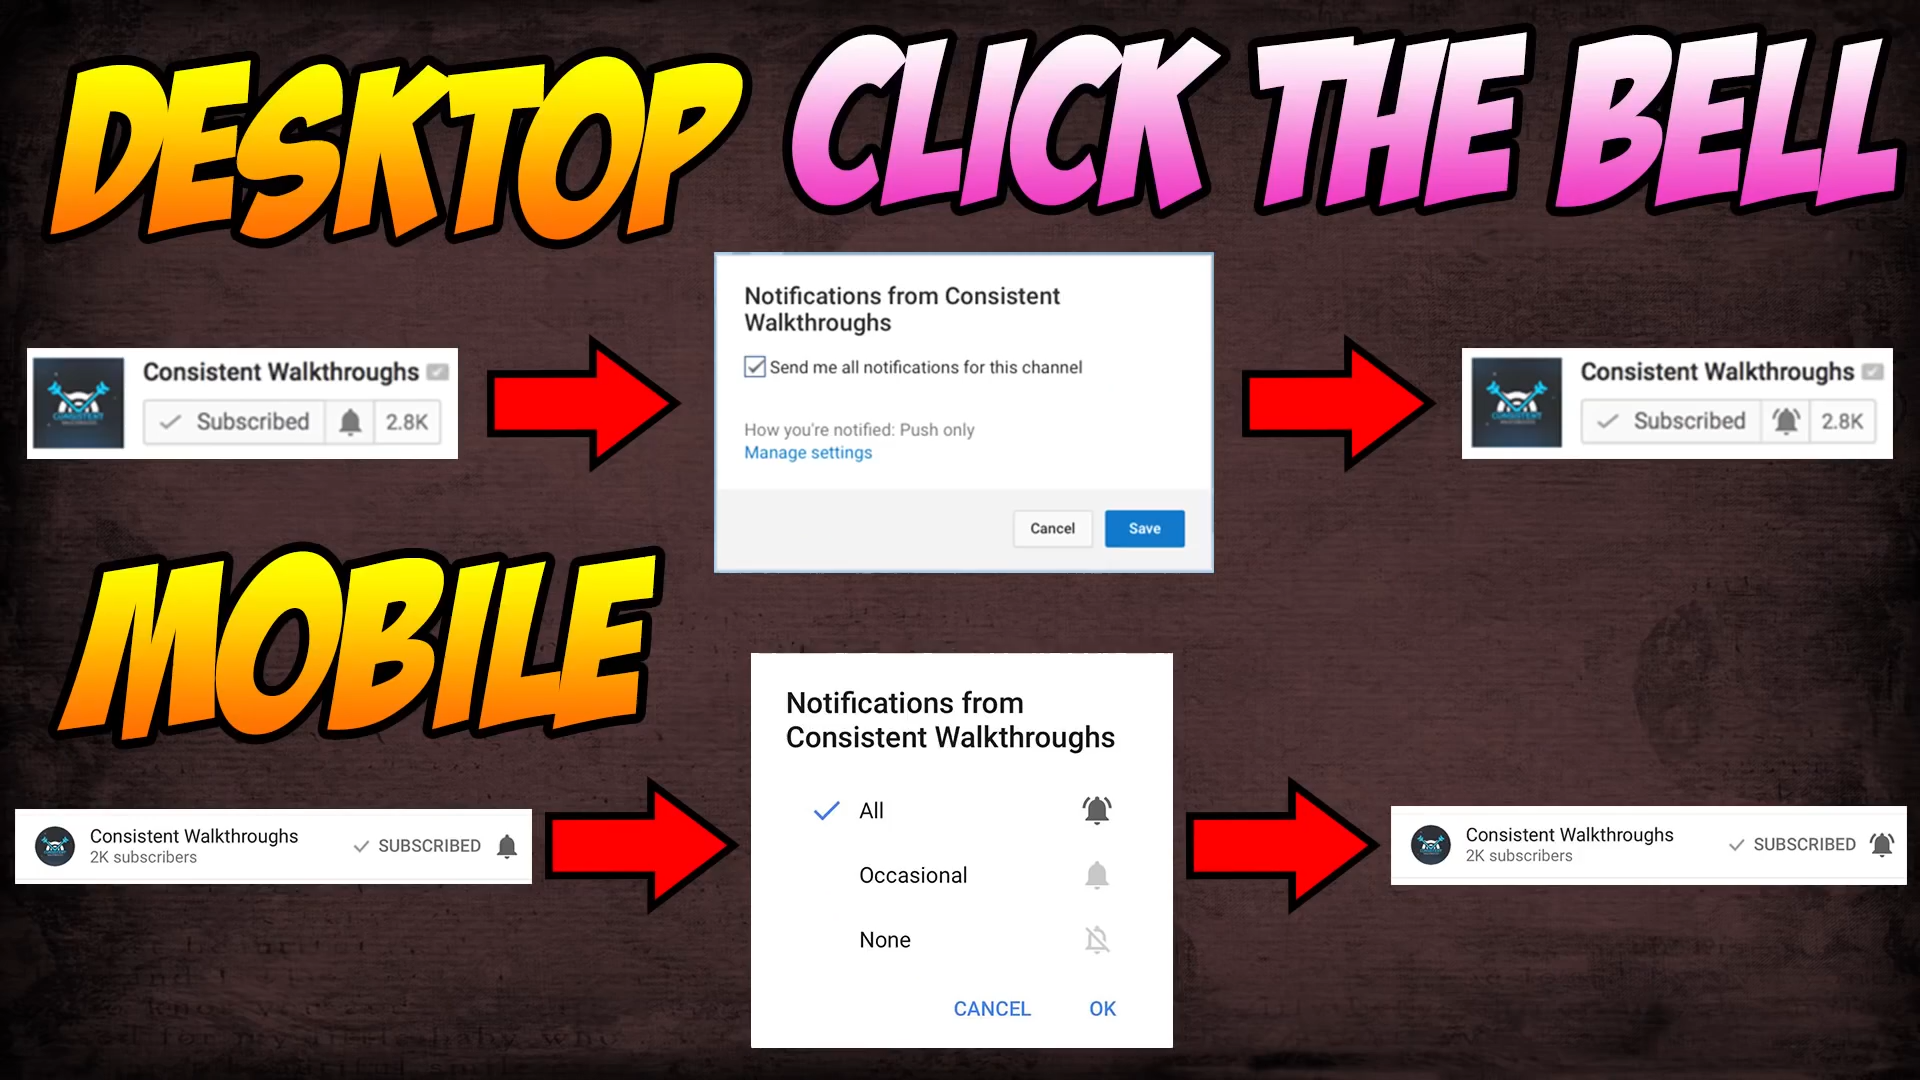 DESKTOP CLICK THE BELL
Consistent Walkthroughs
Subscribed 2.8K
Notifications from Consistent
Walkthroughs
Send me all notifications for this channel
How you're notified: Push only
Manage settings
Cancel Save
Consistent Walkthroughs
Subscribed 2.8K
MOBILE
Consistent Walkthroughs
2K subscribers
SUBSCRIBED
Notifications from
Consistent Walkthroughs
All
Occasional
None
CANCEL OK
Consistent Walkthroughs
2K subscribers
SUBSCRIBED